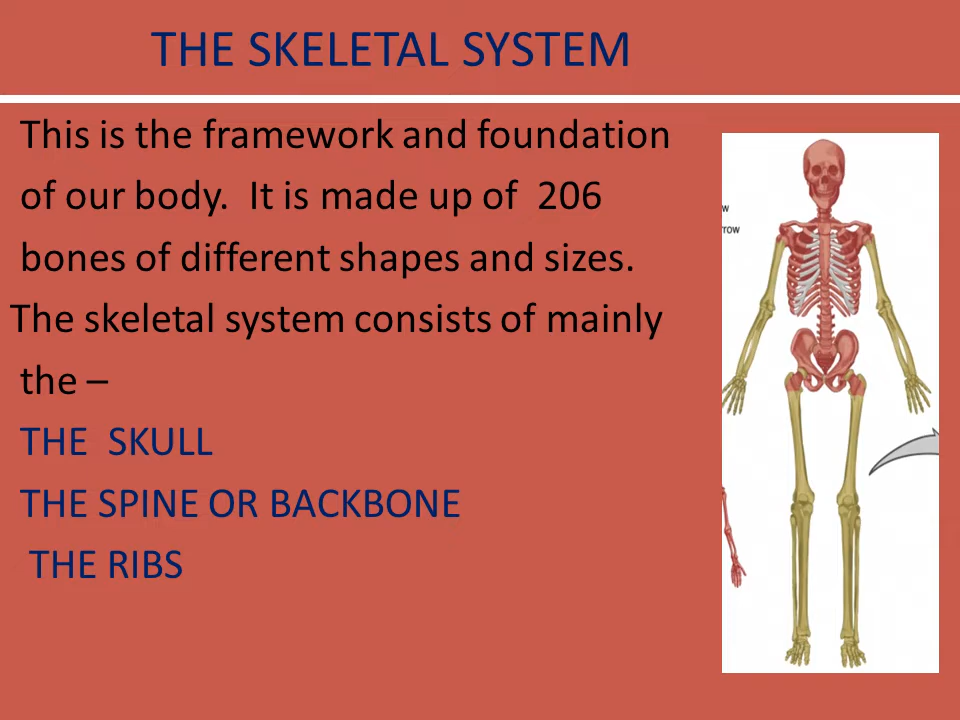 THE SKELETAL SYSTEM
This is the framework and foundation
of our body. It is made up of 206
bones of different shapes and sizes.
The skeletal system consists of mainly
the –
THE SKULL
THE SPINE OR BACKBONE
THE RIBS